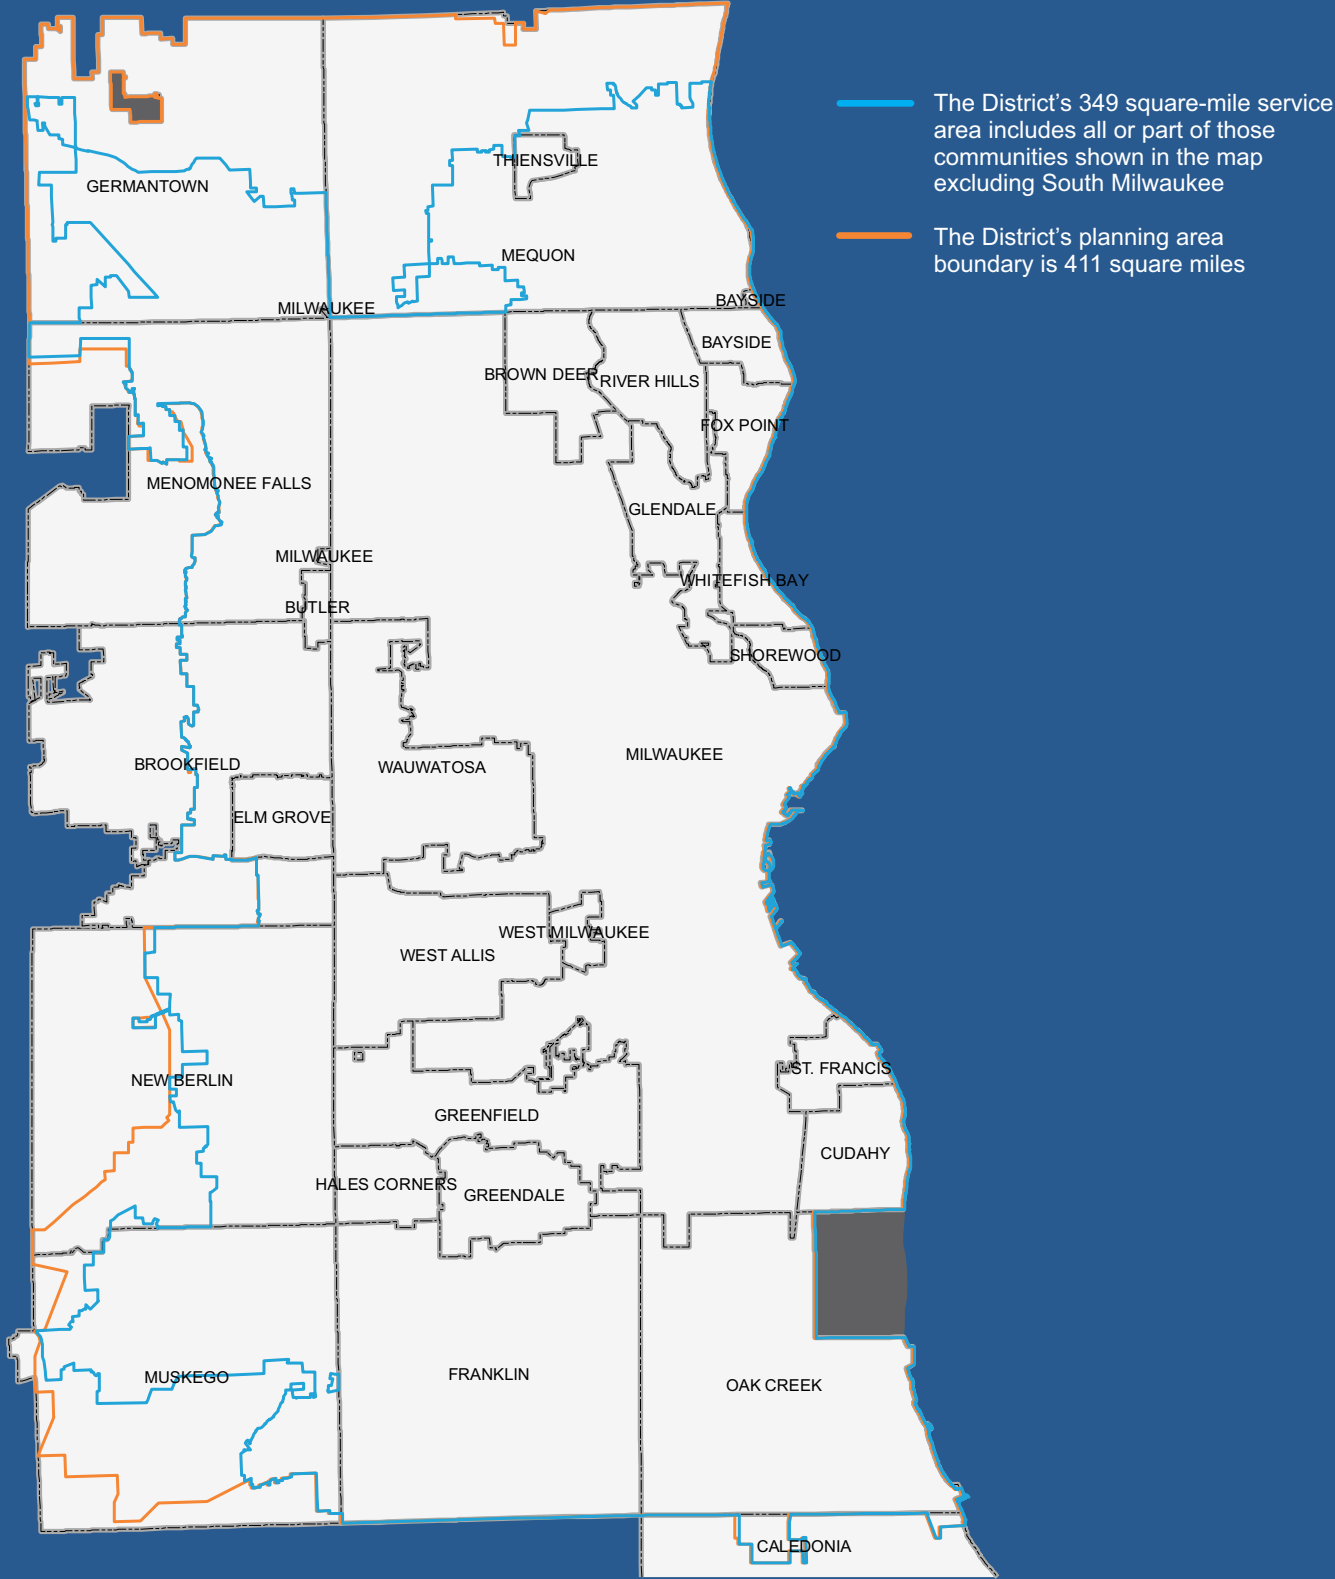 The District's 349 square-mile service
area includes all or part of those
communities shown in the map
excluding South Milwaukee
The District's planning area
boundary is 411 square miles
THIENSVILLE
GERMANTOWN
MEQUON
BAYSIDE
MILWAUKEE
BAYSIDE
BROWN DEER
RIVER HILLS
FOX POINT
MENOMONEE FALLS
GLENDALE
MILWAUKEE
WHITEFISH BAY
BUTLER
SHOREWOOD
MILWAUKEE
BROOKFIELD
WAUWATOSA
ELM GROVE
WEST MILWAUKEE
WEST ALLIS
ST. FRANCIS
NEW BERLIN
GREENFIELD
CUDAHY
HALES CORNERS
GREENDALE
FRANKLIN
MUSKEGO
OAK CREEK
CALEDONIA